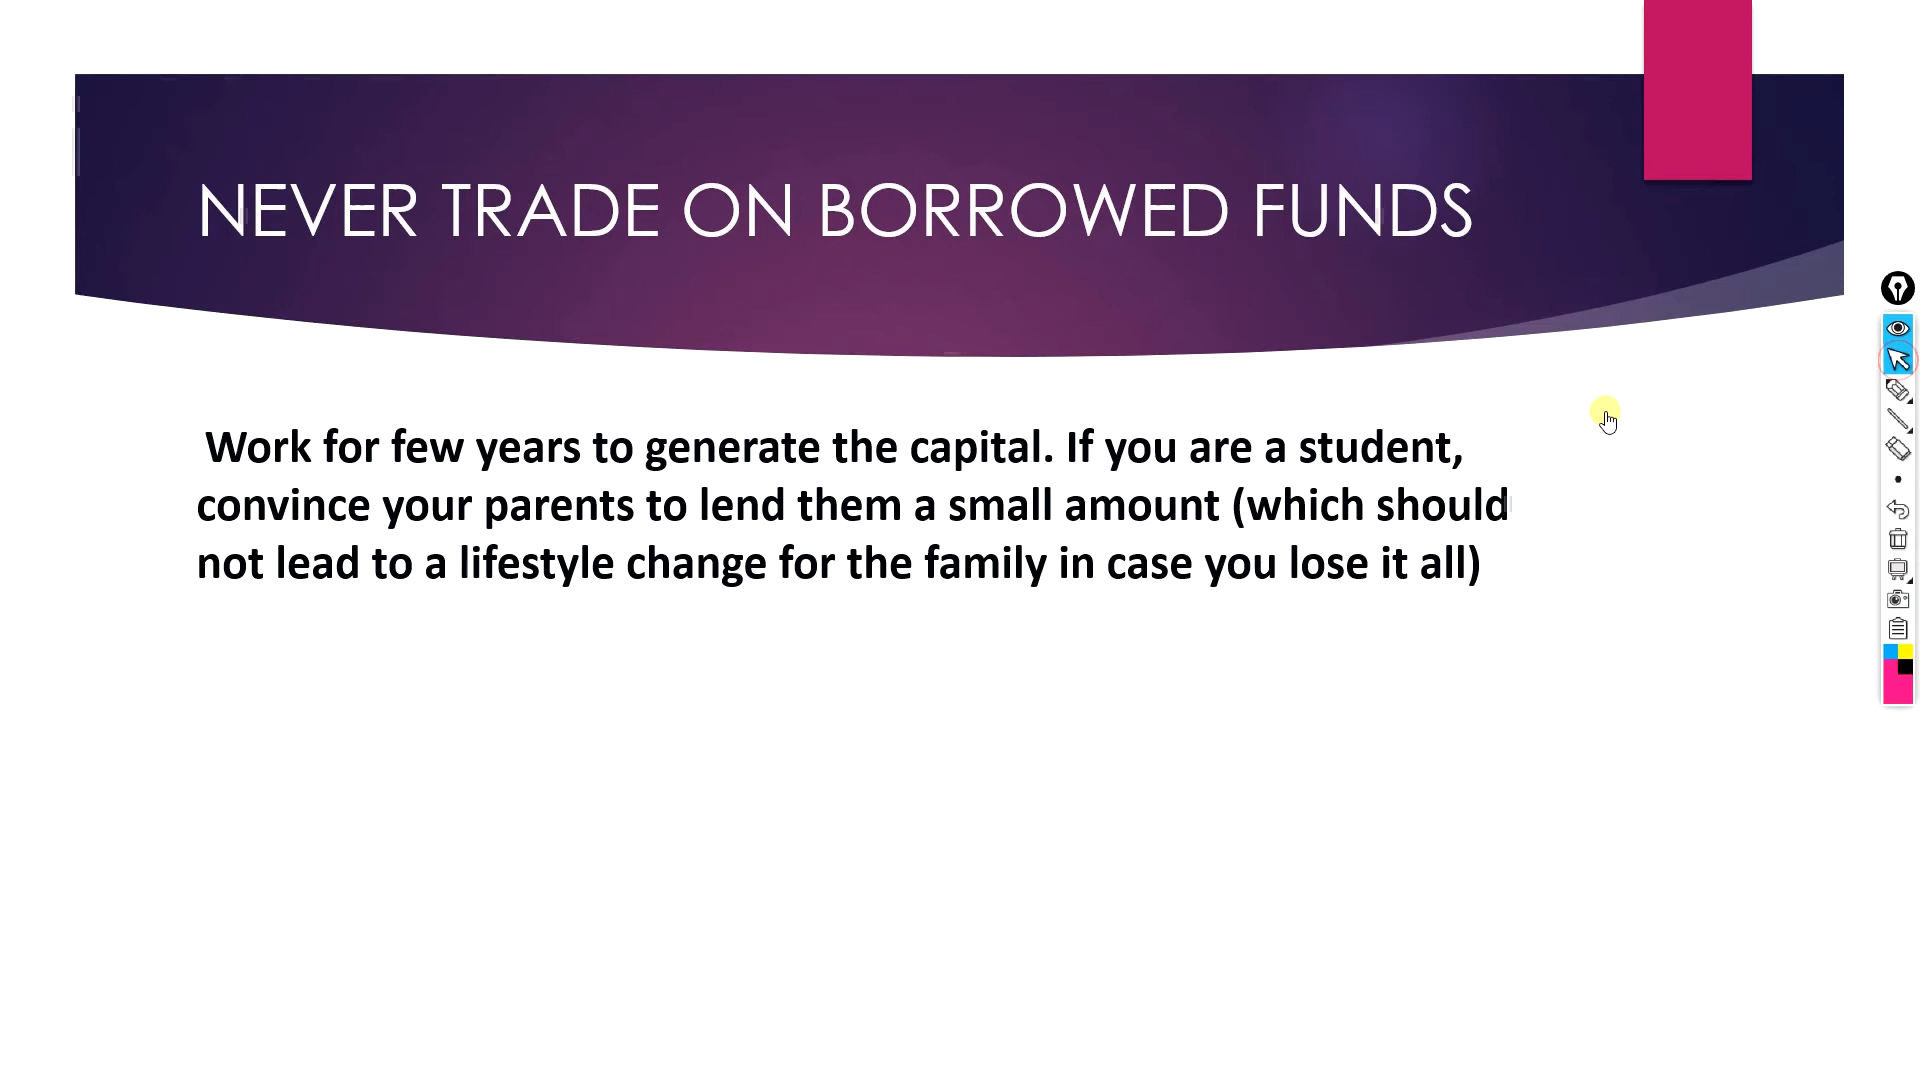 NEVER TRADE ON BORROWED FUNDS
Work for few years to generate the capital. If you are a student,
convince your parents to lend them a small amount (which should
not lead to a lifestyle change for the family in case you lose it all)